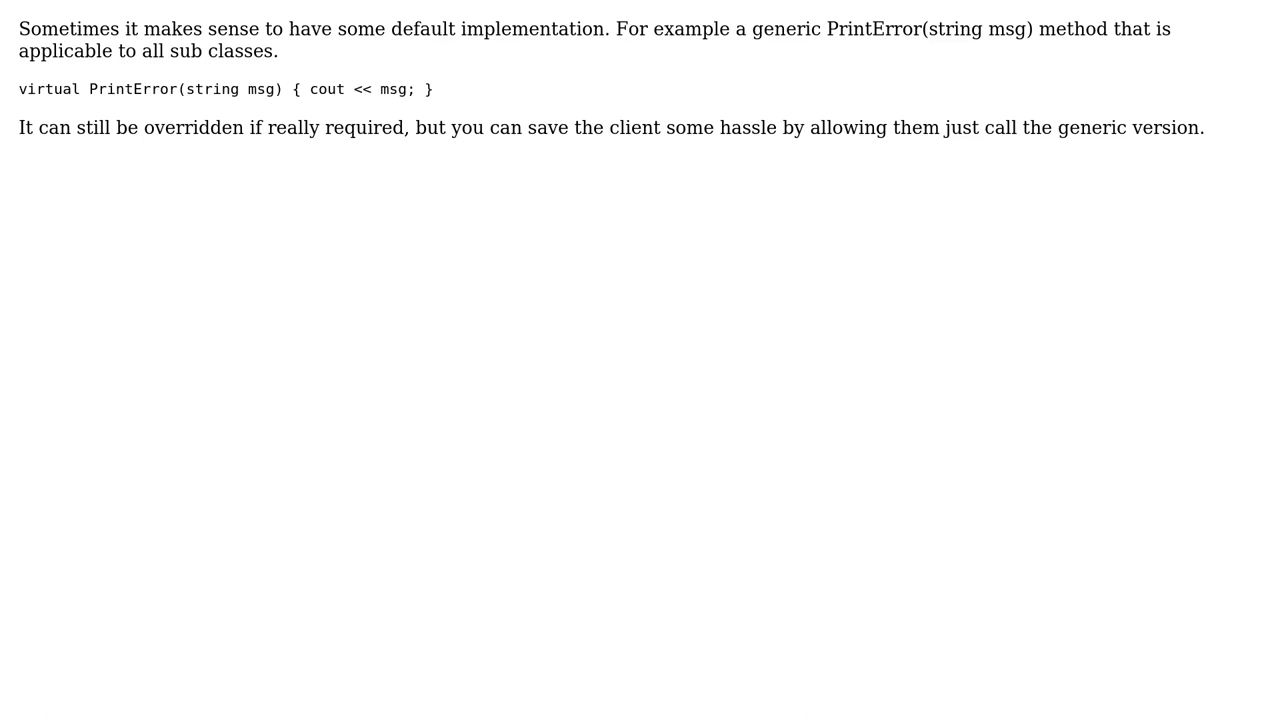 Sometimes it makes sense to have some default implementation. For example a generic PrintError(string msg) method that is
applicable to all sub classes.
virtual PrintError(string msg) { cout << msg; }
It can still be overridden if really required, but you can save the client some hassle by allowing them just call the generic version.